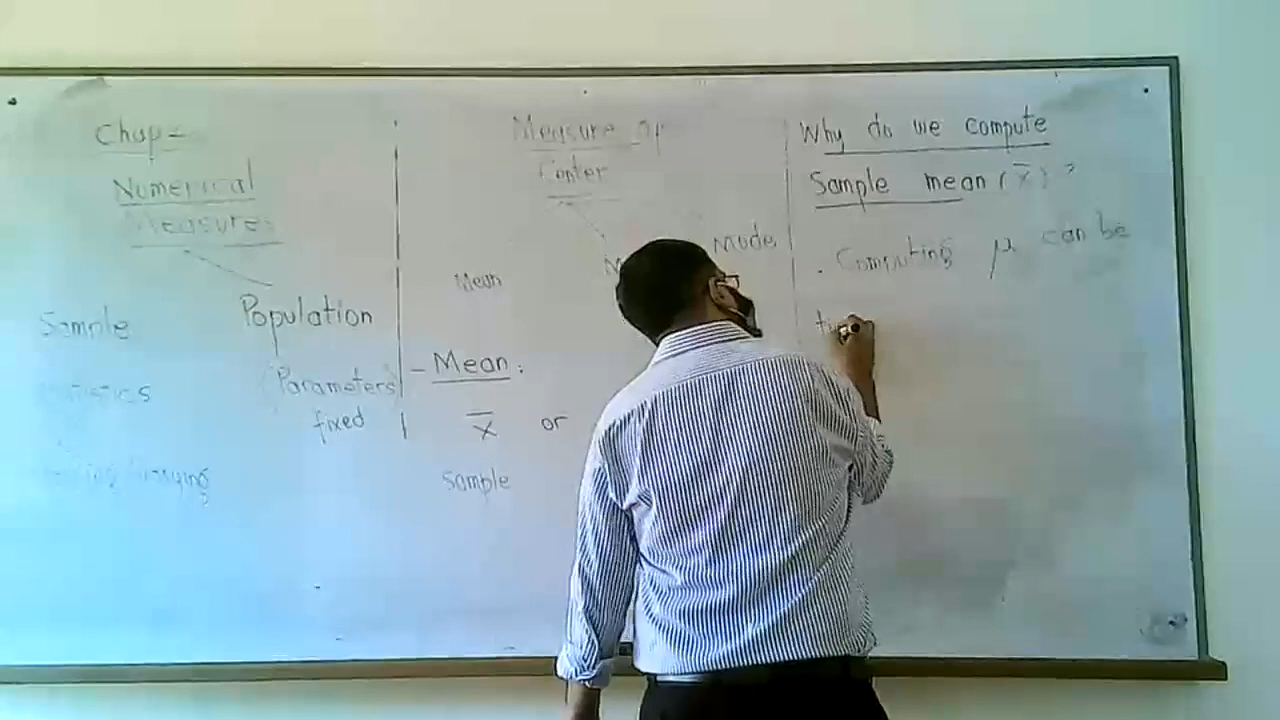 Chap
Numerical
Measures
Sample
Population
(Parameters)
fixed
Measure of
Center
Mean
Mode
- Mean:
x̄ or
sample
Why do we compute
Sample mean (x̄) ?
. Computing μ can be